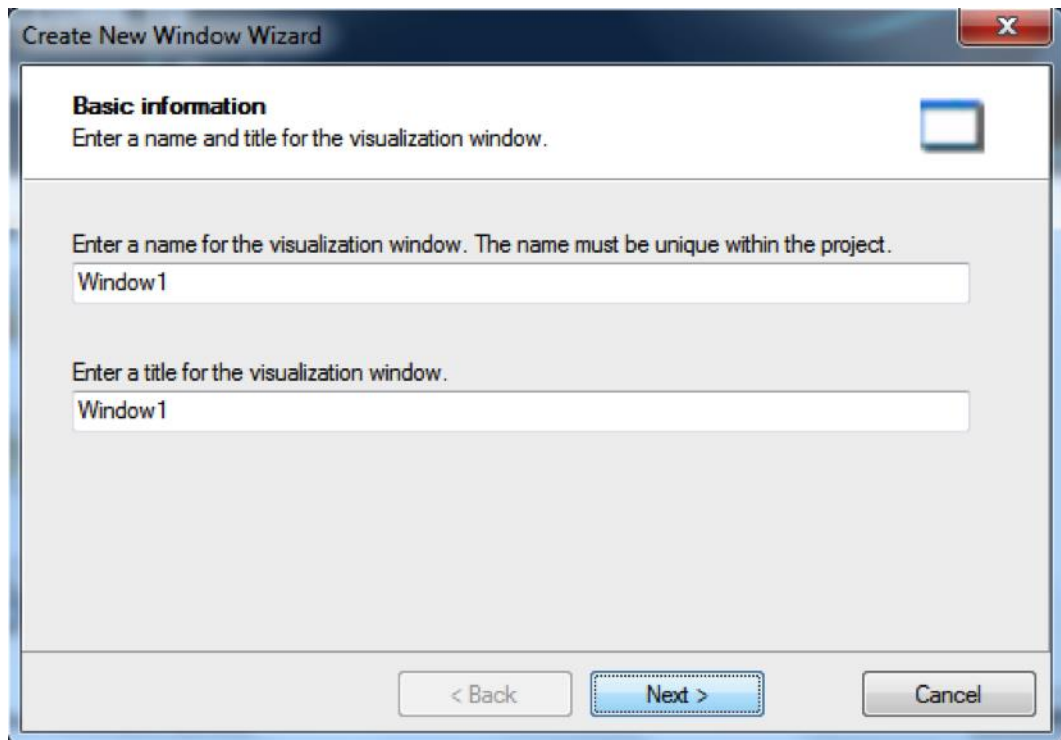 Create New Window Wizard
Basic information
Enter a name and title for the visualization window.
Enter a name for the visualization window. The name must be unique within the project.
Window1
Enter a title for the visualization window.
Window1
< Back
Next >
Cancel